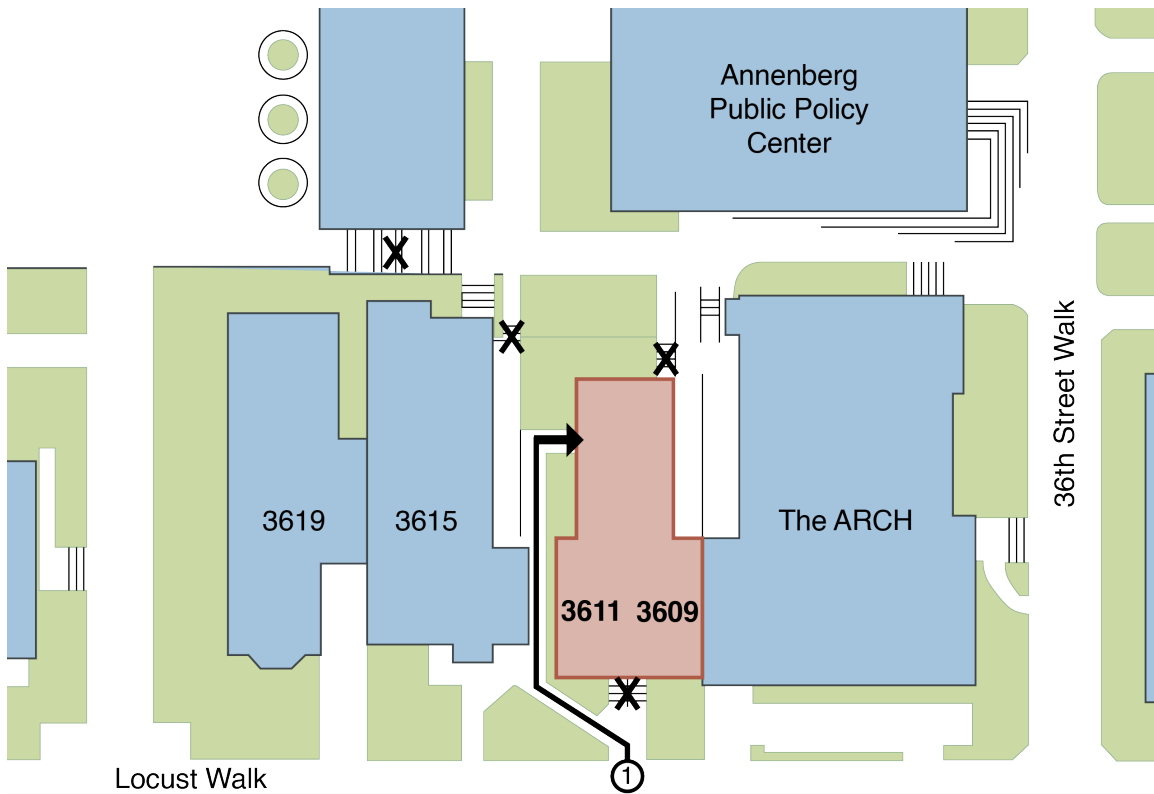 Annenberg
Public Policy
Center
36th Street Walk
3619
3615
The ARCH
3611 3609
Locust Walk
1